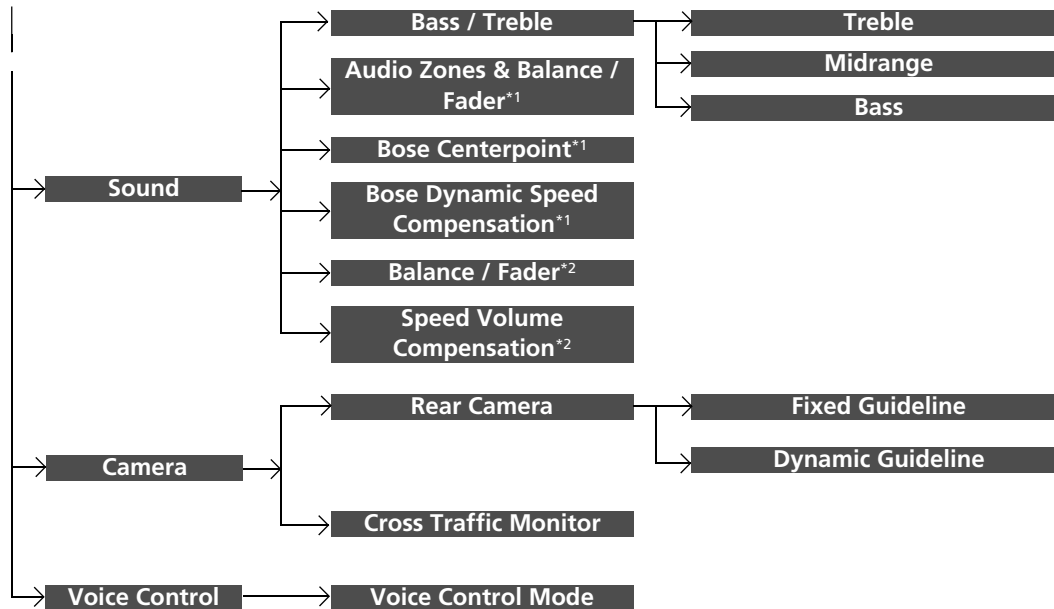 Bass / Treble
Treble
Midrange
Bass
Audio Zones & Balance /
Fader*1
Bose Centerpoint*1
Sound
Bose Dynamic Speed
Compensation*1
Balance / Fader*2
Speed Volume
Compensation*2
Rear Camera
Fixed Guideline
Dynamic Guideline
Camera
Cross Traffic Monitor
Voice Control
Voice Control Mode